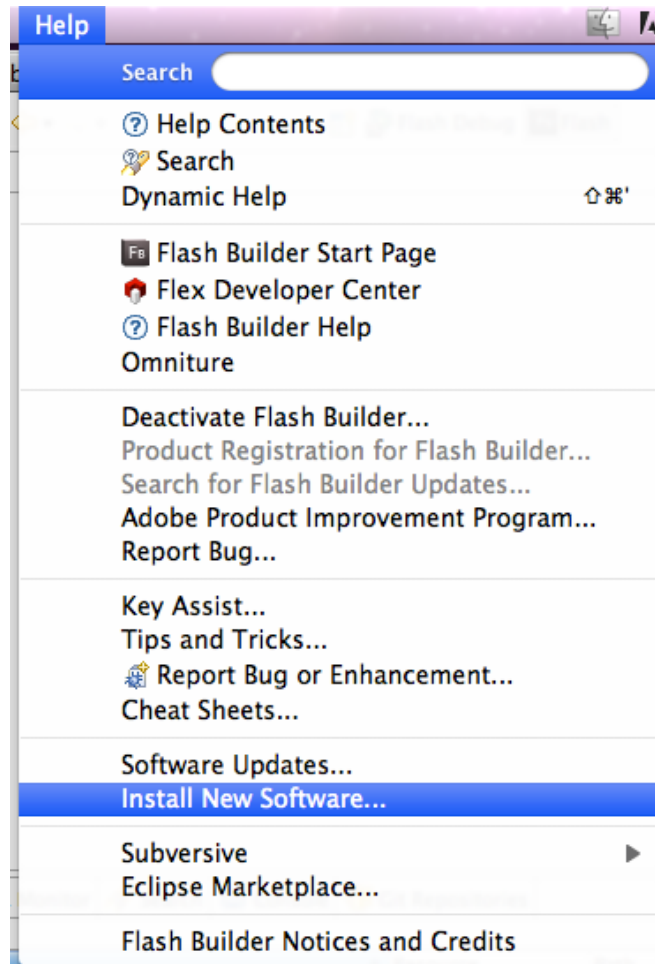 Help
Search
Help Contents
Search
Dynamic Help ⇧⌘'
Flash Builder Start Page
Flex Developer Center
Flash Builder Help
Omniture
Deactivate Flash Builder...
Product Registration for Flash Builder...
Search for Flash Builder Updates...
Adobe Product Improvement Program...
Report Bug...
Key Assist...
Tips and Tricks...
Report Bug or Enhancement...
Cheat Sheets...
Software Updates...
Install New Software...
Subversive
Eclipse Marketplace...
Flash Builder Notices and Credits